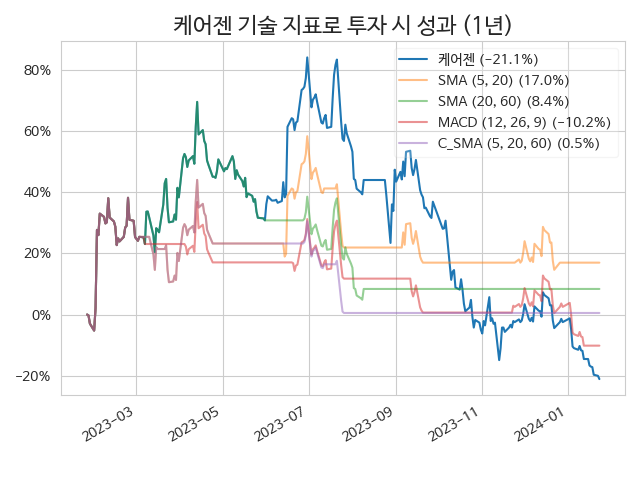 케어젠 기술 지표로 투자 시 성과 (1년)
케어젠 (-21.1%)
SMA (5, 20) (17.0%)
SMA (20, 60) (8.4%)
MACD (12, 26, 9) (-10.2%)
C_SMA (5, 20, 60) (0.5%)
80%
60%
40%
20%
0%
-20%
2023-03
2023-05
2023-07
2023-09
2023-11
2024-01